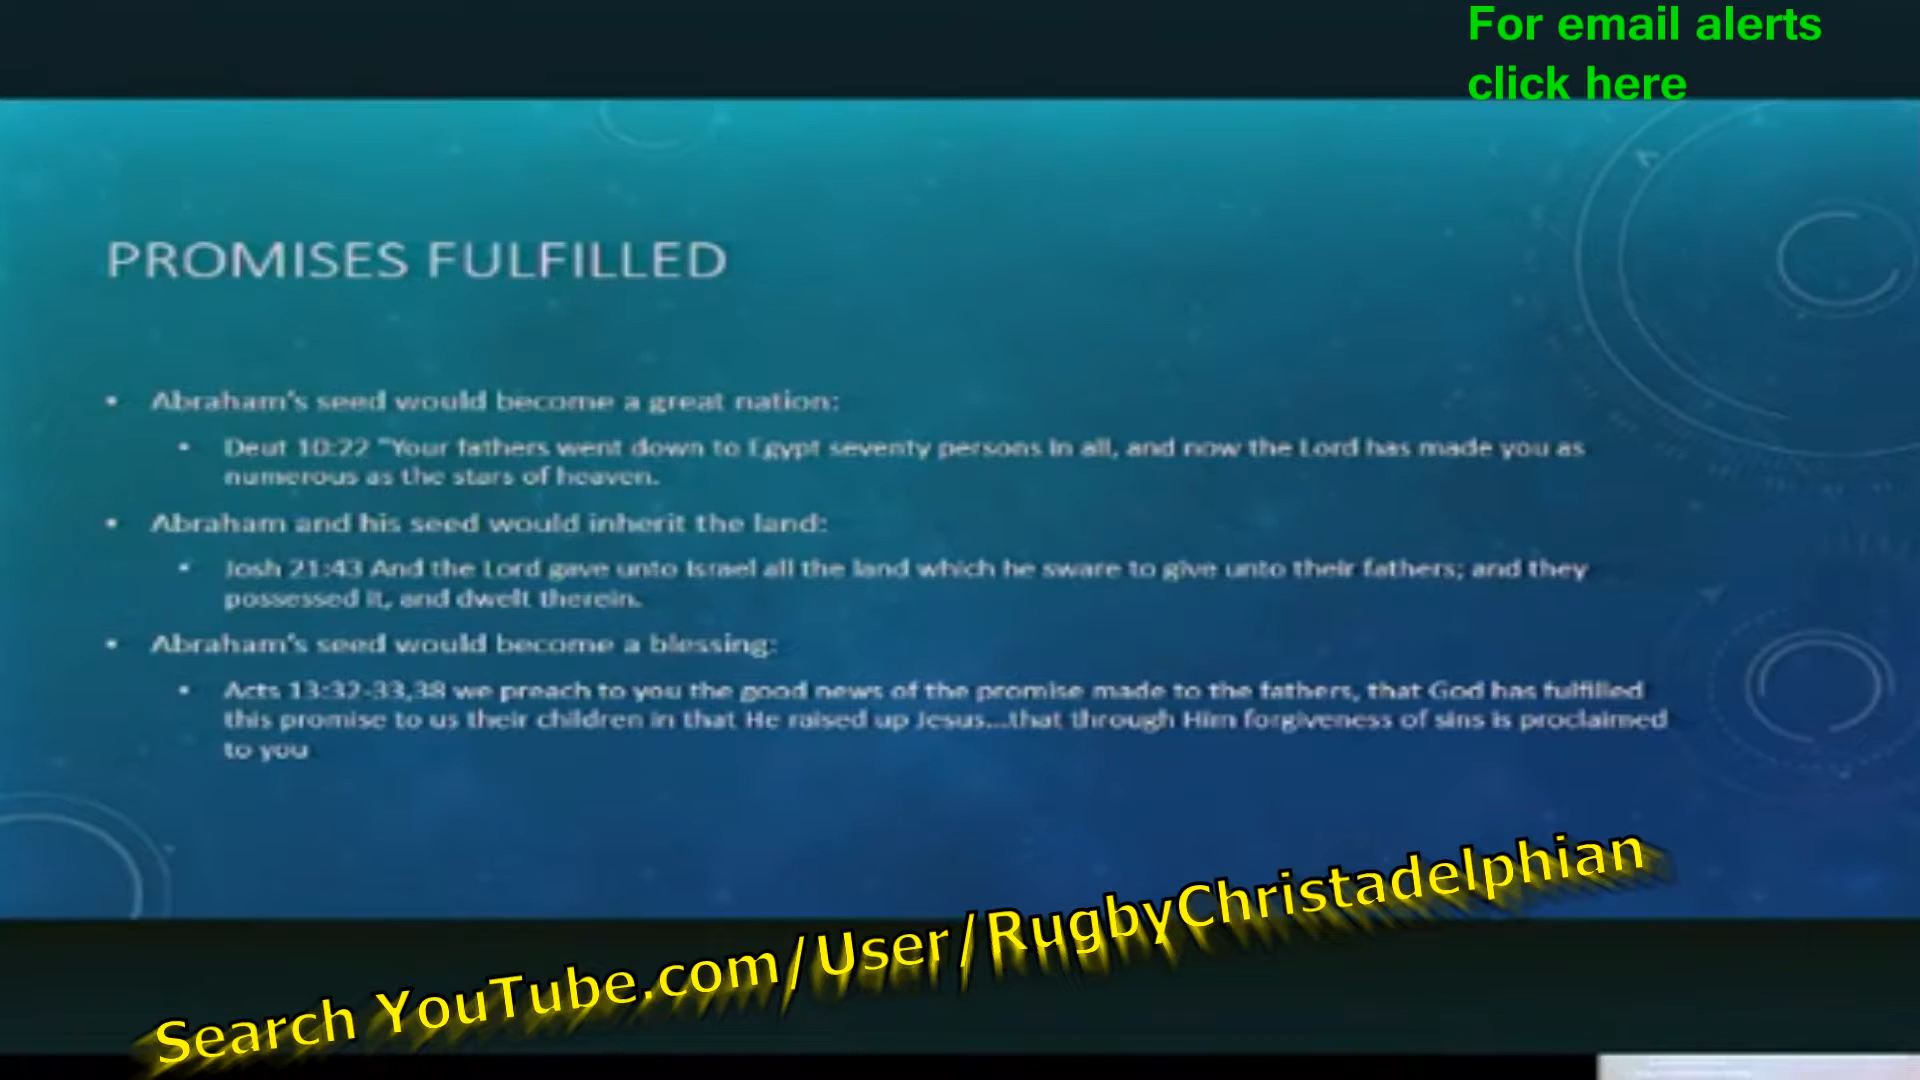 For email alerts
click here
PROMISES FULFILLED
• Abraham's seed would become a great nation:
• Deut 10:22 "Your fathers went down to Egypt seventy persons in all, and now the Lord has made you as
numerous as the stars of heaven.
• Abraham and his seed would inherit the land:
• Josh 21:43 And the Lord gave unto Israel all the land which he sware to give unto their fathers; and they
possessed it, and dwelt therein.
• Abraham's seed would become a blessing:
• Acts 13:32-33,38 we preach to you the good news of the promise made to the fathers, that God has fulfilled
this promise to us their children in that He raised up Jesus...that through Him forgiveness of sins is proclaimed
to you
Search YouTube.com/User/RugbyChristadelphian